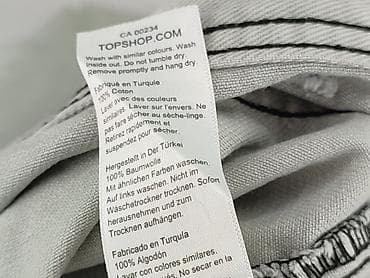 CA 00234
TOPSHOP.COM
Wash with similar colours. Wash
inside out. Do not tumble dry.
Remove promptly and hang dry.
Fabriqué en Turquie
100% Coton
Laver avec des couleurs
similaires. Laver sur l'envers. Ne
pas faire sécher au sèche-linge.
Retirez rapidement et
suspendez pour sécher.
Hergestellt in Der Türkei
100% Baumwolle
Mit ähnlichen Farben waschen
Auf links waschen. Nicht im
Wäschetrockner trocknen. Sofort
herausnehmen und zum
Trocknen aufhängen.
Fabricado en Turquía
100% Algodón
Lavar con colores similares.
No secar en la